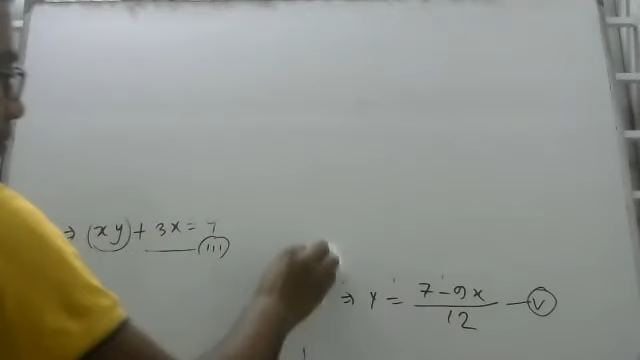 ⇒ (xy) + 3x = 7
(iii)
⇒ y = 7 - 9x / 12 — (v)